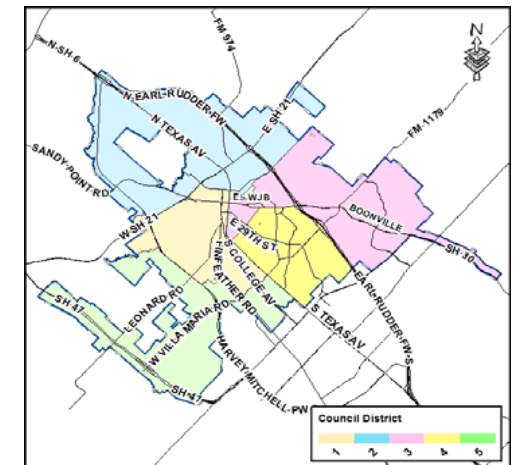 FM 974
N
N-SH-6
N-EARL-RUDDER-FW
E SH 21
N TEXAS AV
FM-1179
SANDY-POINT-RD
E WJB
BOONVILLE
W-SH 21
E 29TH ST
SH-30
S COLLEGE AV
FINFEATHER RD
EARL-RUDDER-FW-S
LEONARD RD
SH 47
W VILLA MARIA RD
S TEXAS AV
HARVEY-MITCHELL-PW
SH-47
Council District
1 2 3 4 5